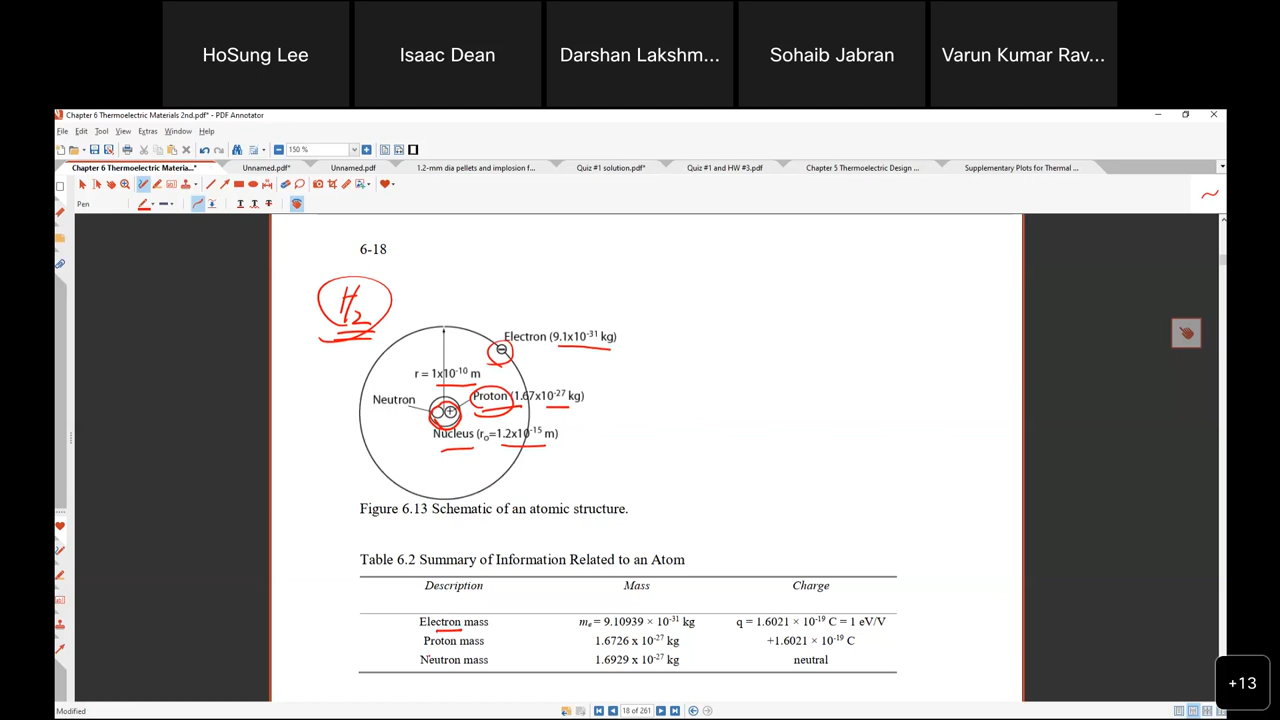 HoSung Lee
Isaac Dean
Darshan Lakshm...
Sohaib Jabran
Varun Kumar Rav...
Chapter 6 Thermoelectric Materials 2nd.pdf* - PDF Annotator
File Edit Tool View Extras Window Help
150 %
Chapter 6 Thermoelectric Materia...*
Unnamed.pdf*
Unnamed.pdf
1.2-mm dia pellets and implosion f...
Quiz #1 solution.pdf*
Quiz #1 and HW #3.pdf
Chapter 5 Thermoelectric Design ...
Supplementary Plots for Thermal ...
Pen
6-18
H2
Electron (9.1x10-31 kg)
r = 1x10-10 m
Neutron
Proton (1.67x10-27 kg)
Nucleus (ro=1.2x10-15 m)
Figure 6.13 Schematic of an atomic structure.
Table 6.2 Summary of Information Related to an Atom
Description Mass Charge
Electron mass me = 9.10939 × 10-31 kg q = 1.6021 × 10-19 C = 1 eV/V
Proton mass 1.6726 x 10-27 kg +1.6021 × 10-19 C
Neutron mass 1.6929 x 10-27 kg neutral
+13
Modified
18 of 261